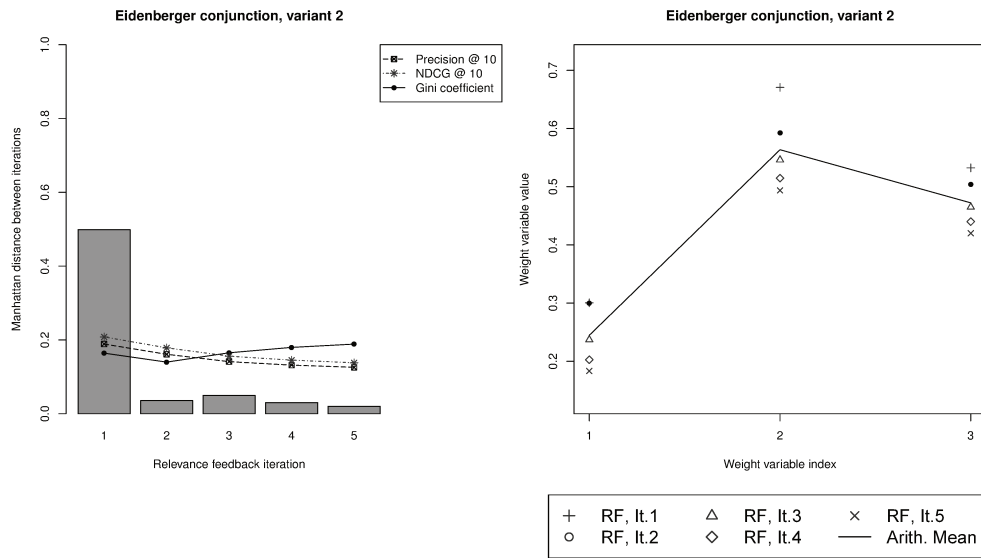 Eidenberger conjunction, variant 2
Manhattan distance between iterations
1.0
0.8
0.6
0.4
0.2
0.0
Precision @ 10
NDCG @ 10
Gini coefficient
1 2 3 4 5
Relevance feedback iteration
Eidenberger conjunction, variant 2
Weight variable value
0.7
0.6
0.5
0.4
0.3
0.2
1 2 3
Weight variable index
RF, It.1 RF, It.3 RF, It.5
RF, It.2 RF, It.4 Arith. Mean